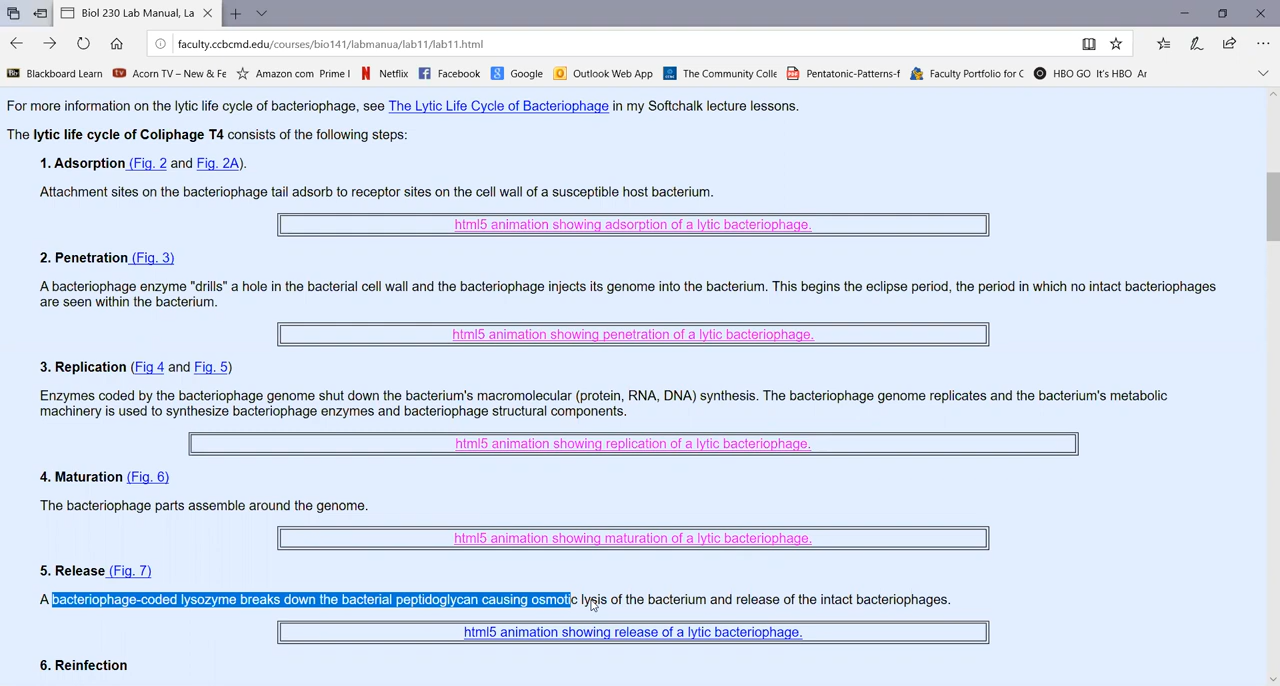 Biol 230 Lab Manual, La
faculty.ccbcmd.edu/courses/bio141/labmanua/lab11/lab11.html
Blackboard Learn Acorn TV – New & Fe Amazon com Prime I Netflix Facebook Google Outlook Web App The Community Colle Pentatonic-Patterns-f Faculty Portfolio for C HBO GO It's HBO Ar
For more information on the lytic life cycle of bacteriophage, see The Lytic Life Cycle of Bacteriophage in my Softchalk lecture lessons.
The lytic life cycle of Coliphage T4 consists of the following steps:
1. Adsorption (Fig. 2 and Fig. 2A).
Attachment sites on the bacteriophage tail adsorb to receptor sites on the cell wall of a susceptible host bacterium.
html5 animation showing adsorption of a lytic bacteriophage.
2. Penetration (Fig. 3)
A bacteriophage enzyme "drills" a hole in the bacterial cell wall and the bacteriophage injects its genome into the bacterium. This begins the eclipse period, the period in which no intact bacteriophages
are seen within the bacterium.
html5 animation showing penetration of a lytic bacteriophage.
3. Replication (Fig 4 and Fig. 5)
Enzymes coded by the bacteriophage genome shut down the bacterium's macromolecular (protein, RNA, DNA) synthesis. The bacteriophage genome replicates and the bacterium's metabolic
machinery is used to synthesize bacteriophage enzymes and bacteriophage structural components.
html5 animation showing replication of a lytic bacteriophage.
4. Maturation (Fig. 6)
The bacteriophage parts assemble around the genome.
html5 animation showing maturation of a lytic bacteriophage.
5. Release (Fig. 7)
A bacteriophage-coded lysozyme breaks down the bacterial peptidoglycan causing osmotic lysis of the bacterium and release of the intact bacteriophages.
html5 animation showing release of a lytic bacteriophage.
6. Reinfection